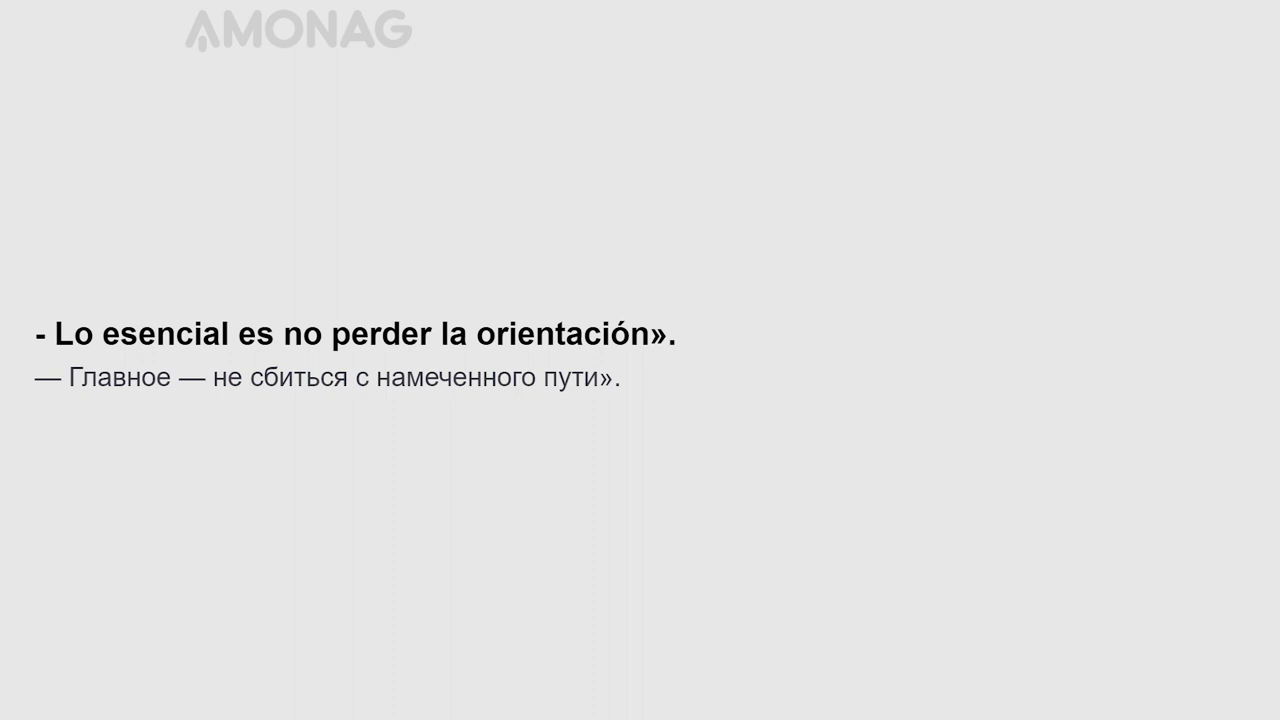 AMONAG
- Lo esencial es no perder la orientación».
— Главное — не сбиться с намеченного пути».